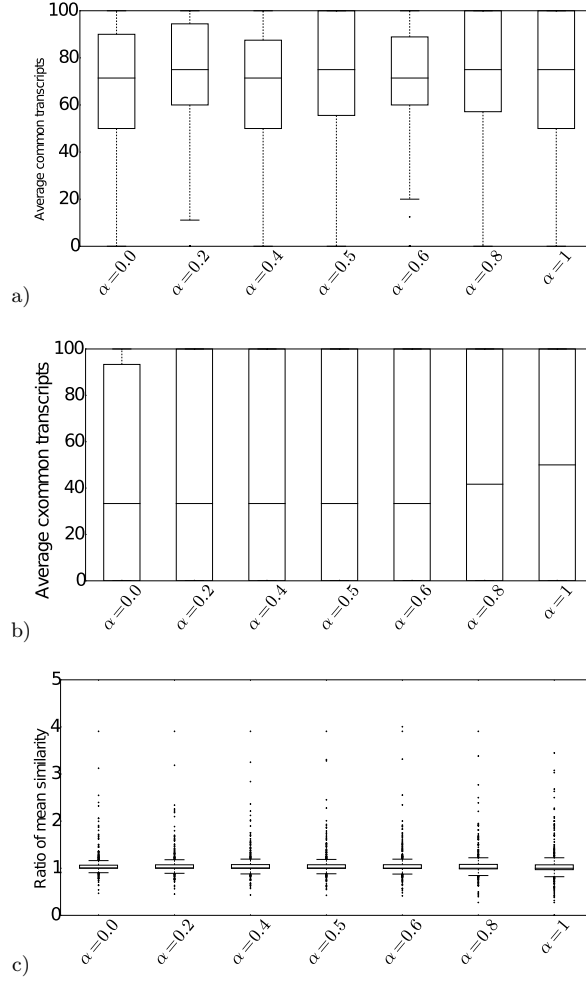 100
80
60
40
20
0
Average common transcripts
α=0.0
α=0.2
α=0.4
α=0.5
α=0.6
α=0.8
α=1
a)
100
80
60
40
20
0
Average cxommon transcripts
α=0.0
α=0.2
α=0.4
α=0.5
α=0.6
α=0.8
α=1
b)
5
4
3
2
1
0
Ratio of mean similarity
α=0.0
α=0.2
α=0.4
α=0.5
α=0.6
α=0.8
α=1
c)